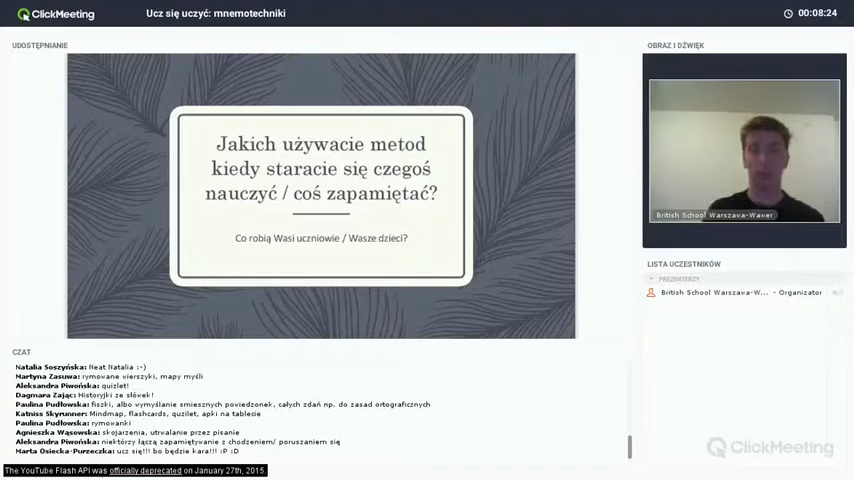 ClickMeeting
Ucz się uczyć: mnemotechniki
00:08:24
UDOSTĘPNIANIE
Jakich używacie metod
kiedy staracie się czegoś
nauczyć / coś zapamiętać?
Co robią Wasi uczniowie / Wasze dzieci?
OBRAZ I DŹWIĘK
British School Warszawa-Wawer
LISTA UCZESTNIKÓW
PREZENTERZY
British School Warszawa-W... - Organizator
CZAT
Natalia Soszyńska: Neat Natalia :-)
Martyna Zasuwa: rymowane wierszyki, mapy myśli
Aleksandra Piwońska: quizlet!
Dagmara Zając: Historyjki ze słówek!
Paulina Pudłowska: fiszki, albo wymyślanie smiesznych powiedzonek, całych zdań np. do zasad ortograficznych
Katniss Skyrunner: Mindmap, flashcards, quzilet, apki na tablecie
Paulina Pudłowska: rymowanki
Agnieszka Wąsowska: skojarzenia, utrwalanie przez pisanie
Aleksandra Piwońska: niektórzy łączą zapamiętywanie z chodzeniem/ poruszaniem się
Marta Osiecka-Purzeczka: ucz się!!! bo będzie kara!!! :P :D
ClickMeeting
The YouTube Flash API was officially deprecated on January 27th, 2015.